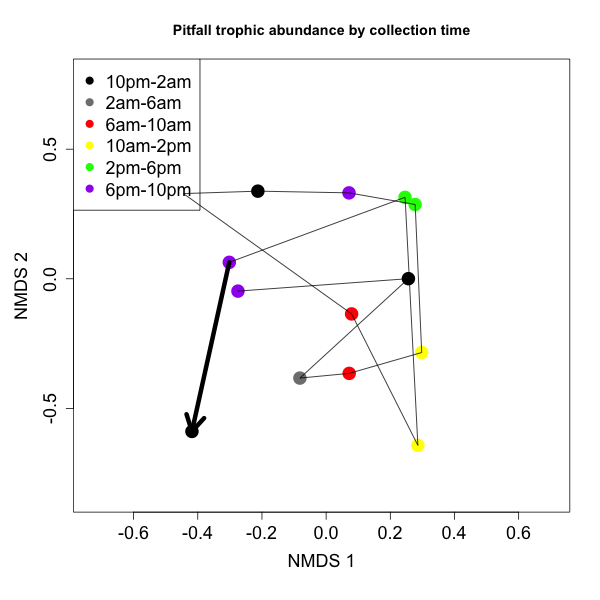 Pitfall trophic abundance by collection time
10pm-2am
2am-6am
6am-10am
10am-2pm
2pm-6pm
6pm-10pm
0.5
0.0
-0.5
NMDS 2
-0.6 -0.4 -0.2 0.0 0.2 0.4 0.6
NMDS 1